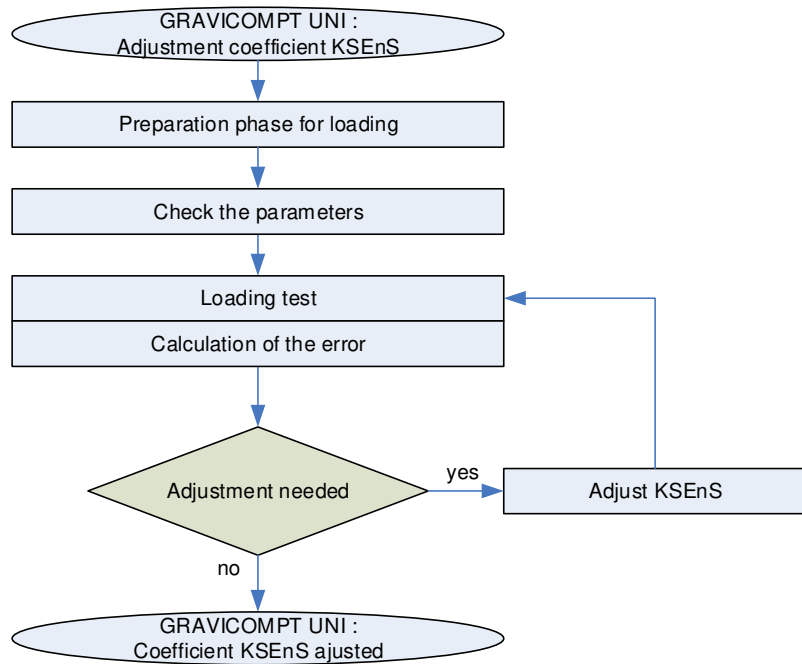 GRAVICOMPT UNI :
Adjustment coefficient KSEnS
Preparation phase for loading
Check the parameters
Loading test
Calculation of the error
Adjustment needed
yes
Adjust KSEnS
no
GRAVICOMPT UNI :
Coefficient KSEnS ajusted